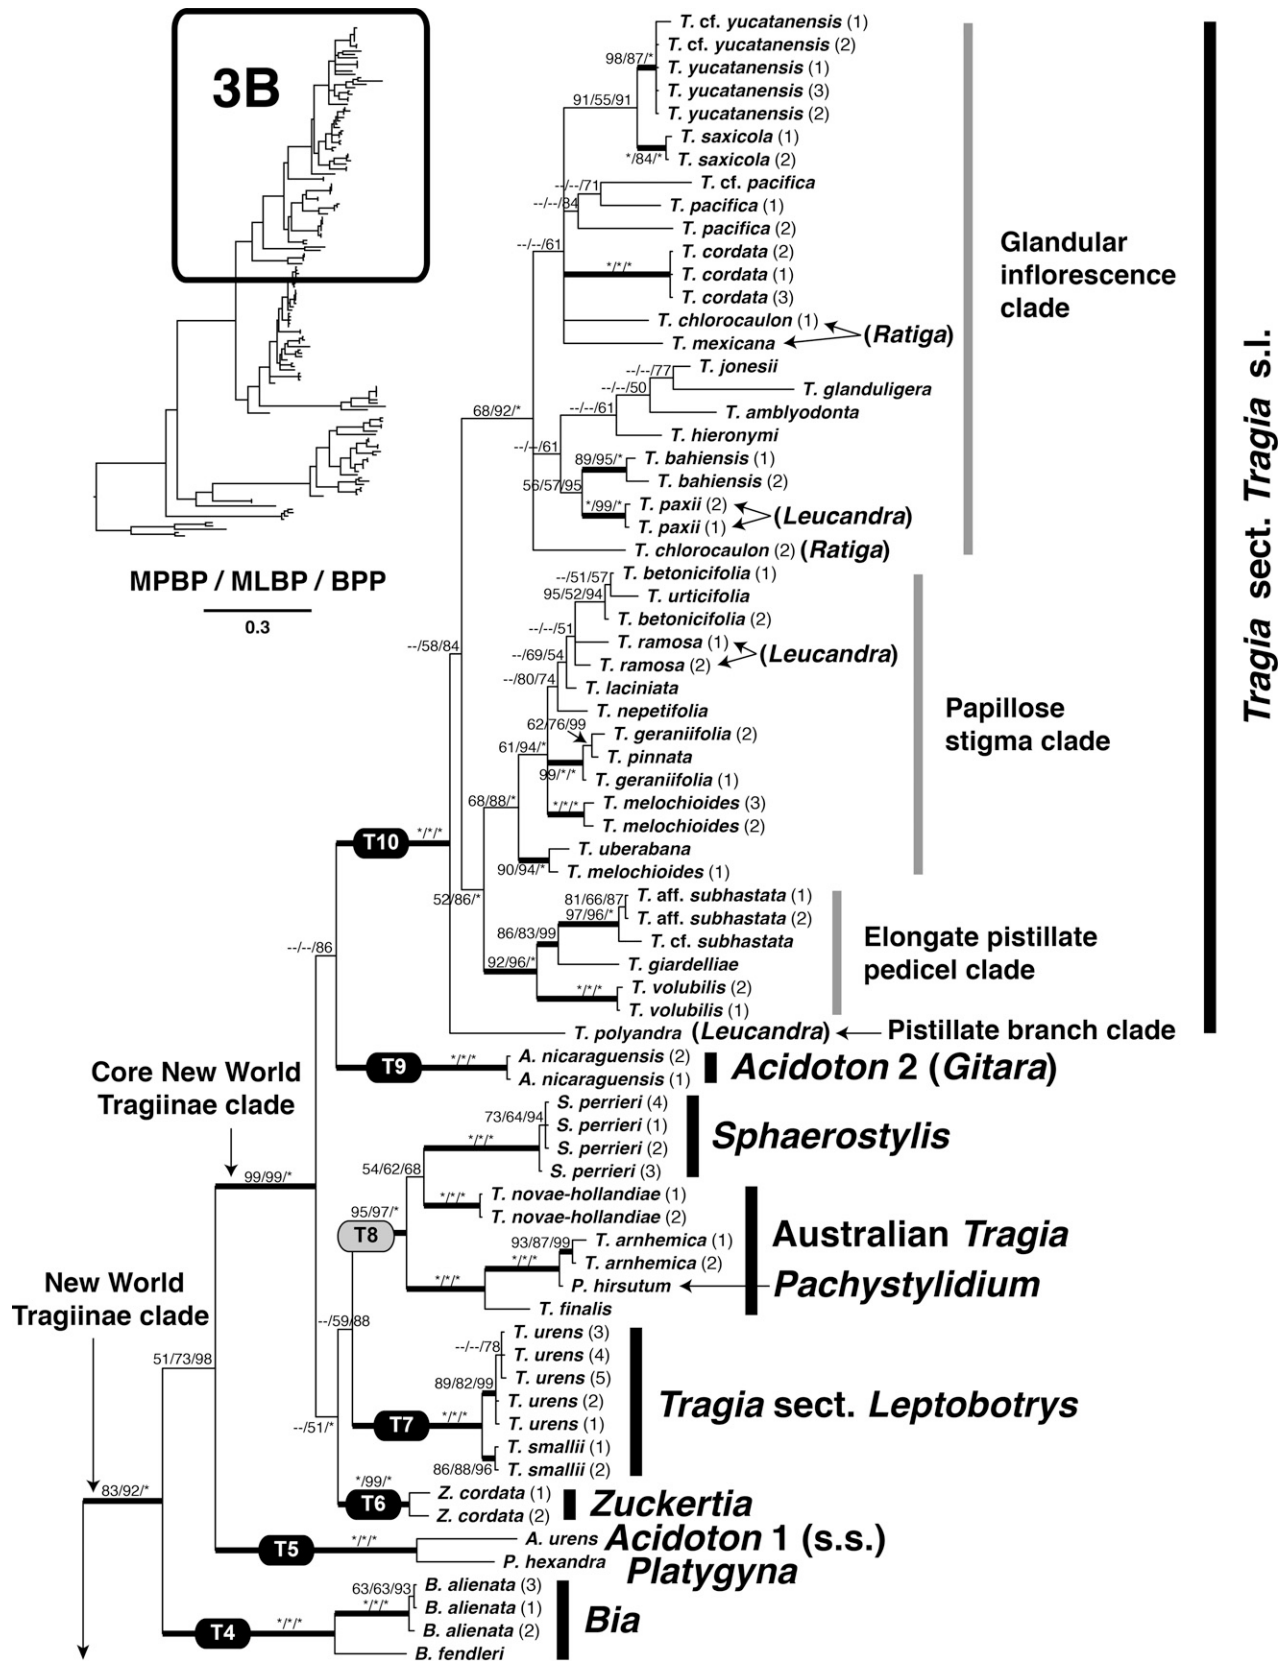 3B
MPBP / MLBP / BPP
0.3
T. cf. yucatanensis (1)
T. cf. yucatanensis (2)
98/87/*
T. yucatanensis (1)
T. yucatanensis (3)
91/55/91
T. yucatanensis (2)
T. saxicola (1)
*/84/*
T. saxicola (2)
--/--/71
T. cf. pacifica
--/--/84
T. pacifica (1)
T. pacifica (2)
--/--/61
T. cordata (2)
*/*/*
T. cordata (1)
T. cordata (3)
T. chlorocaulon (1)
(Ratiga)
T. mexicana
Glandular
inflorescence
clade
T. jonesii
--/--/77
T. glanduligera
--/--/50
T. amblyodonta
--/--/61
68/92/*
T. hieronymi
--/--/61
T. bahiensis (1)
89/95/*
T. bahiensis (2)
56/57/95
T. paxii (2)
*/99/*
(Leucandra)
T. paxii (1)
T. chlorocaulon (2) (Ratiga)
T. betonicifolia (1)
--/51/57
T. urticifolia
95/52/94
T. betonicifolia (2)
--/--/51
T. ramosa (1)
(Leucandra)
--/69/54
T. ramosa (2)
--/80/74
T. laciniata
T. nepetifolia
--/58/84
62/76/99
T. geraniifolia (2)
61/94/*
T. pinnata
99/*/*
T. geraniifolia (1)
68/88/*
*/*/*
T. melochioides (3)
T. melochioides (2)
T. uberabana
90/94/*
T. melochioides (1)
Papillose
stigma clade
T10
*/*/*
52/86/*
81/66/87
T. aff. subhastata (1)
97/96/*
T. aff. subhastata (2)
86/83/99
T. cf. subhastata
92/96/*
T. giardelliae
*/*/*
T. volubilis (2)
T. volubilis (1)
Elongate pistillate
pedicel clade
T. polyandra (Leucandra)
Pistillate branch clade
Tragia sect. Tragia s.l.
--/--/86
T9
*/*/*
A. nicaraguensis (2)
A. nicaraguensis (1)
Acidoton 2 (Gitara)
Core New World
Tragiinae clade
99/99/*
S. perrieri (4)
73/64/94
S. perrieri (1)
*/*/*
S. perrieri (2)
S. perrieri (3)
Sphaerostylis
54/62/68
*/*/*
T. novae-hollandiae (1)
T. novae-hollandiae (2)
95/97/*
T8
93/87/99
T. arnhemica (1)
*/*/*
T. arnhemica (2)
P. hirsutum
*/*/*
T. finalis
Australian Tragia
Pachystylidium
New World
Tragiinae clade
--/59/88
T. urens (3)
--/--/78
T. urens (4)
T. urens (5)
89/82/99
T. urens (2)
T7
*/*/*
T. urens (1)
T. smallii (1)
86/88/96
T. smallii (2)
Tragia sect. Leptobotrys
51/73/98
--/51/*
*/99/*
T6
Z. cordata (1)
Z. cordata (2)
Zuckertia
83/92/*
T5
*/*/*
A. urens
Acidoton 1 (s.s.)
P. hexandra
Platygyna
63/63/93
B. alienata (3)
*/*/*
B. alienata (1)
T4
*/*/*
B. alienata (2)
B. fendleri
Bia